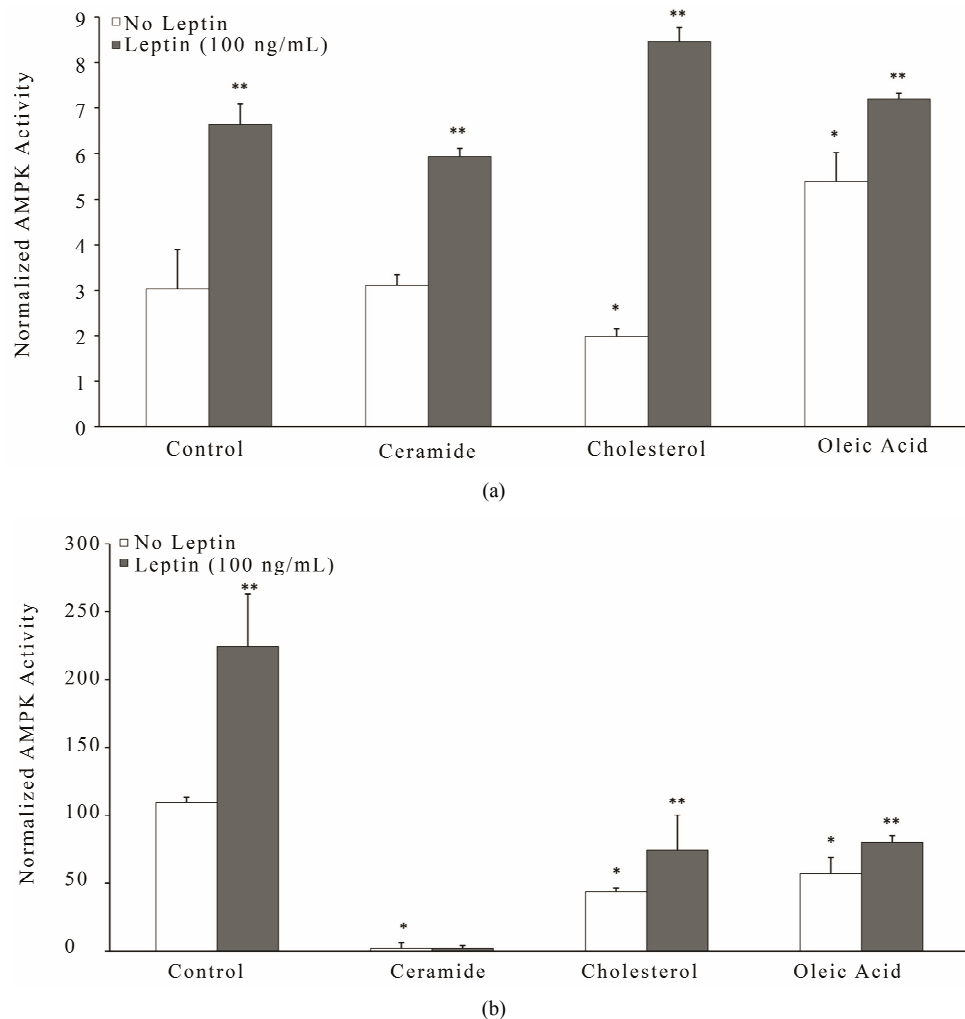 9
8
7
6
5
4
3
2
1
0
Normalized AMPK Activity
No Leptin
Leptin (100 ng/mL)
**
**
*
**
*
**
Control Ceramide Cholesterol Oleic Acid
(a)
300
250
200
150
100
50
0
Normalized AMPK Activity
No Leptin
Leptin (100 ng/mL)
**
*
*
**
*
**
Control Ceramide Cholesterol Oleic Acid
(b)